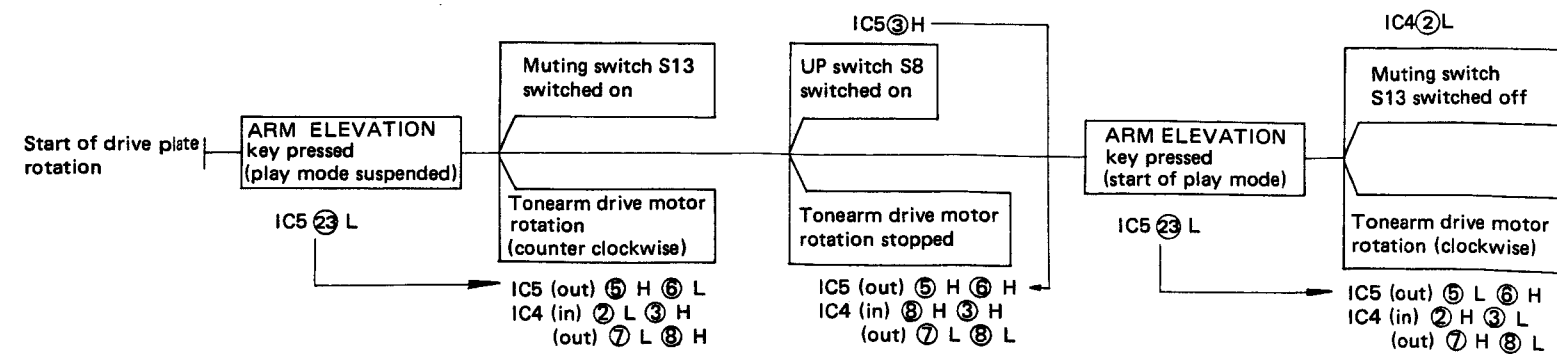 Start of drive plate
rotation
ARM ELEVATION
key pressed
(play mode suspended)
IC5 ㉓ L
Muting switch S13
switched on
Tonearm drive motor
rotation
(counter clockwise)
IC5 (out) ⑤ H ⑥ L
IC4 (in) ② L ③ H
(out) ⑦ L ⑧ H
IC5③H
UP switch S8
switched on
Tonearm drive motor
rotation stopped
IC5 (out) ⑤ H ⑥ H
IC4 (in) ⑧ H ③ H
(out) ⑦ L ⑧ L
ARM ELEVATION
key pressed
(start of play mode)
IC5 ㉓ L
IC4②L
Muting switch
S13 switched off
Tonearm drive motor
rotation (clockwise)
IC5 (out) ⑤ L ⑥ H
IC4 (in) ② H ③ L
(out) ⑦ H ⑧ L